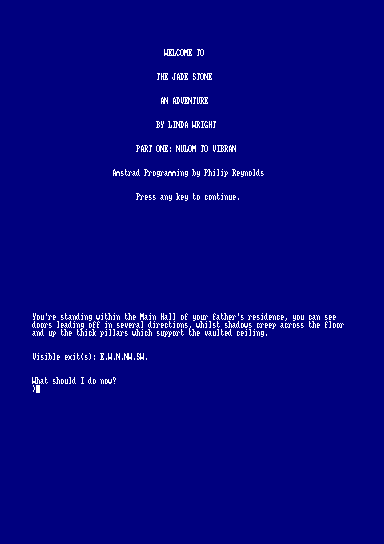 WELCOME TO
THE JADE STONE
AN ADVENTURE
BY LINDA WRIGHT
PART ONE: NULOM TO VIBRAN
Amstrad Programming by Philip Reynolds
Press any key to continue.
You're standing within the Main Hall of your father's residence, you can see
doors leading off in several directions, whilst shadows creep across the floor
and up the thick pillars which support the vaulted ceiling.
Visible exit(s): E.W.N.NW.SW.
What should I do now?
>